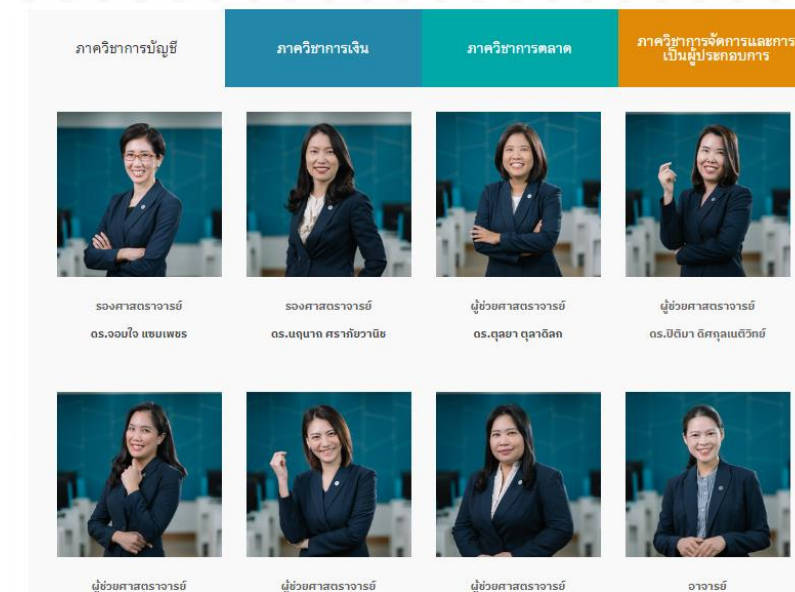 ภาควิชาการบัญชี
ภาควิชาการเงิน
ภาควิชาการตลาด
ภาควิชาการจัดการและการ
เป็นผู้ประกอบการ
รองศาสตราจารย์
ดร.จอมใจ แซมเพชร
รองศาสตราจารย์
ดร.นฤนาถ ศราภัยวานิช
ผู้ช่วยศาสตราจารย์
ดร.ตุลยา ตุลาดิลก
ผู้ช่วยศาสตราจารย์
ดร.ปิติมา ดิศกุลเนติวิทย์
ผู้ช่วยศาสตราจารย์
ผู้ช่วยศาสตราจารย์
ผู้ช่วยศาสตราจารย์
อาจารย์